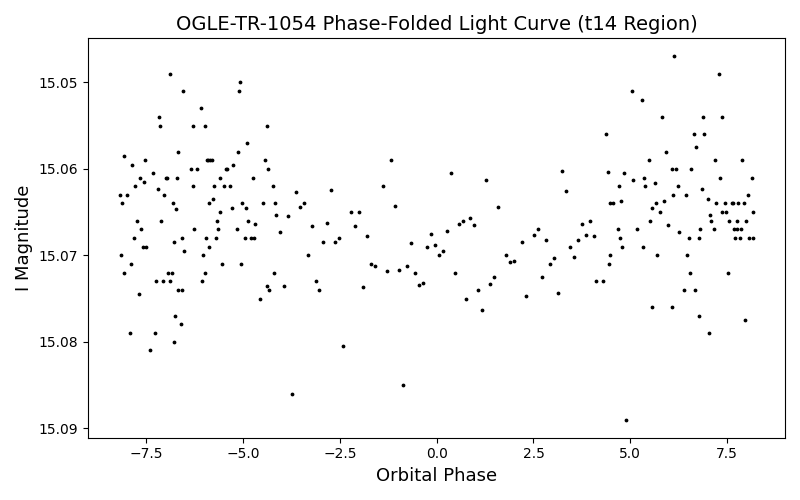 OGLE-TR-1054 Phase-Folded Light Curve (t14 Region)
15.05
15.06
15.07
15.08
15.09
I Magnitude
−7.5 −5.0 −2.5 0.0 2.5 5.0 7.5
Orbital Phase